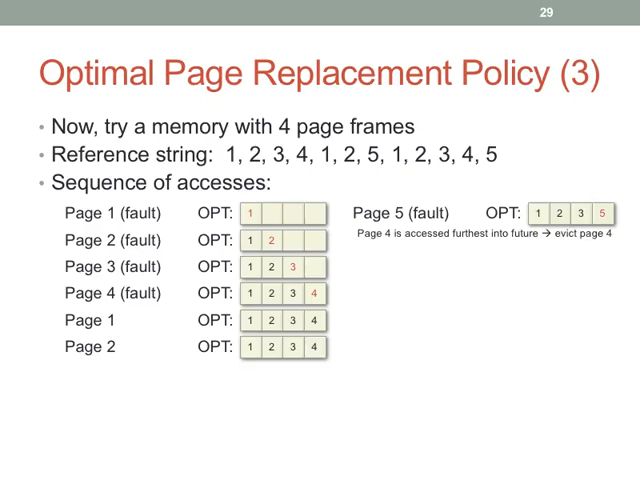 29
Optimal Page Replacement Policy (3)
• Now, try a memory with 4 page frames
• Reference string: 1, 2, 3, 4, 1, 2, 5, 1, 2, 3, 4, 5
• Sequence of accesses:
Page 1 (fault) OPT: 1
Page 2 (fault) OPT: 1 2
Page 3 (fault) OPT: 1 2 3
Page 4 (fault) OPT: 1 2 3 4
Page 1 OPT: 1 2 3 4
Page 2 OPT: 1 2 3 4
Page 5 (fault) OPT: 1 2 3 5
Page 4 is accessed furthest into future → evict page 4